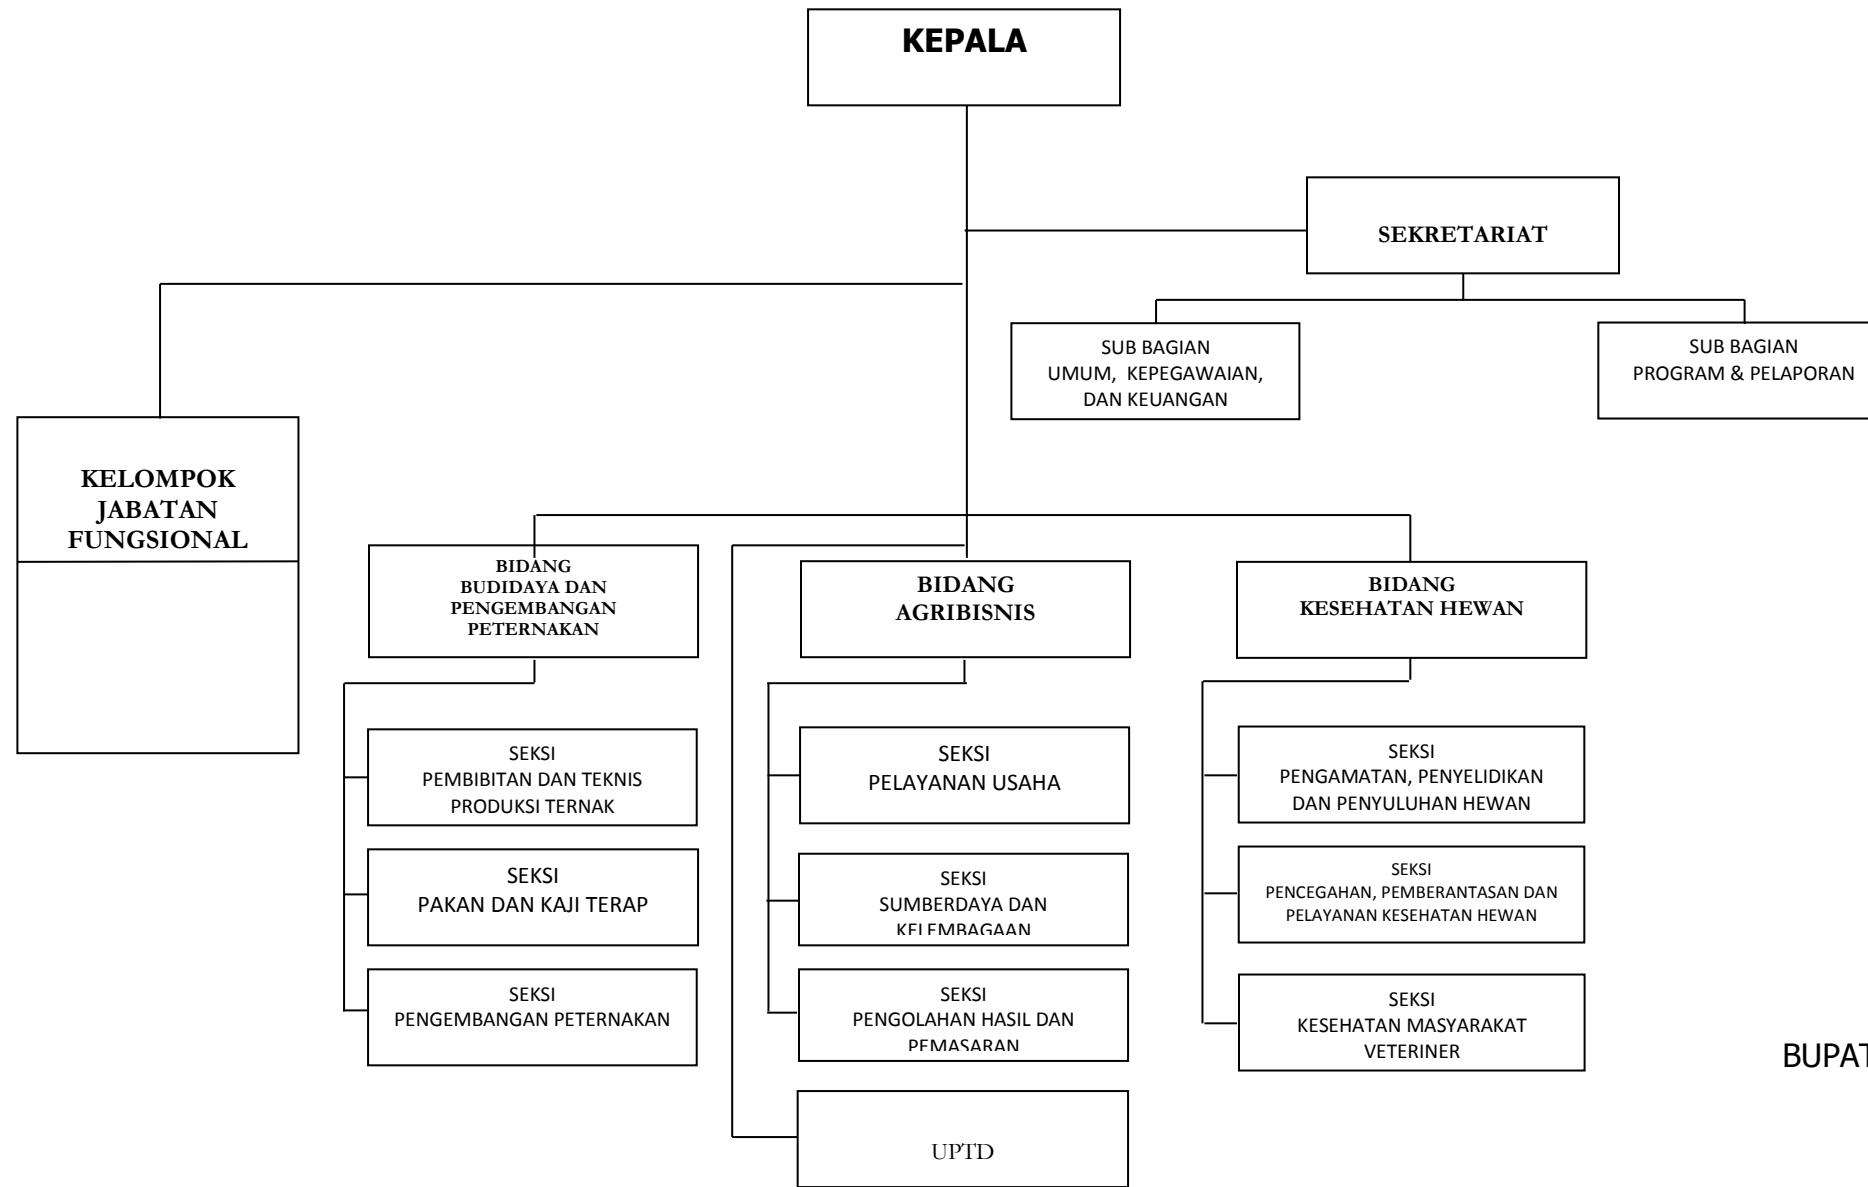 KEPALA
SEKRETARIAT
SUB BAGIAN
UMUM, KEPEGAWAIAN,
DAN KEUANGAN
SUB BAGIAN
PROGRAM & PELAPORAN
KELOMPOK
JABATAN
FUNGSIONAL
BIDANG
BUDIDAYA DAN
PENGEMBANGAN
PETERNAKAN
BIDANG
AGRIBISNIS
BIDANG
KESEHATAN HEWAN
SEKSI
PEMBIBITAN DAN TEKNIS
PRODUKSI TERNAK
SEKSI
PELAYANAN USAHA
SEKSI
PENGAMATAN, PENYELIDIKAN
DAN PENYULUHAN HEWAN
SEKSI
PAKAN DAN KAJI TERAP
SEKSI
SUMBERDAYA DAN
KELEMBAGAAN
SEKSI
PENCEGAHAN, PEMBERANTASAN DAN
PELAYANAN KESEHATAN HEWAN
SEKSI
PENGEMBANGAN PETERNAKAN
SEKSI
PENGOLAHAN HASIL DAN
PEMASARAN
SEKSI
KESEHATAN MASYARAKAT
VETERINER
BUPAT
UPTD